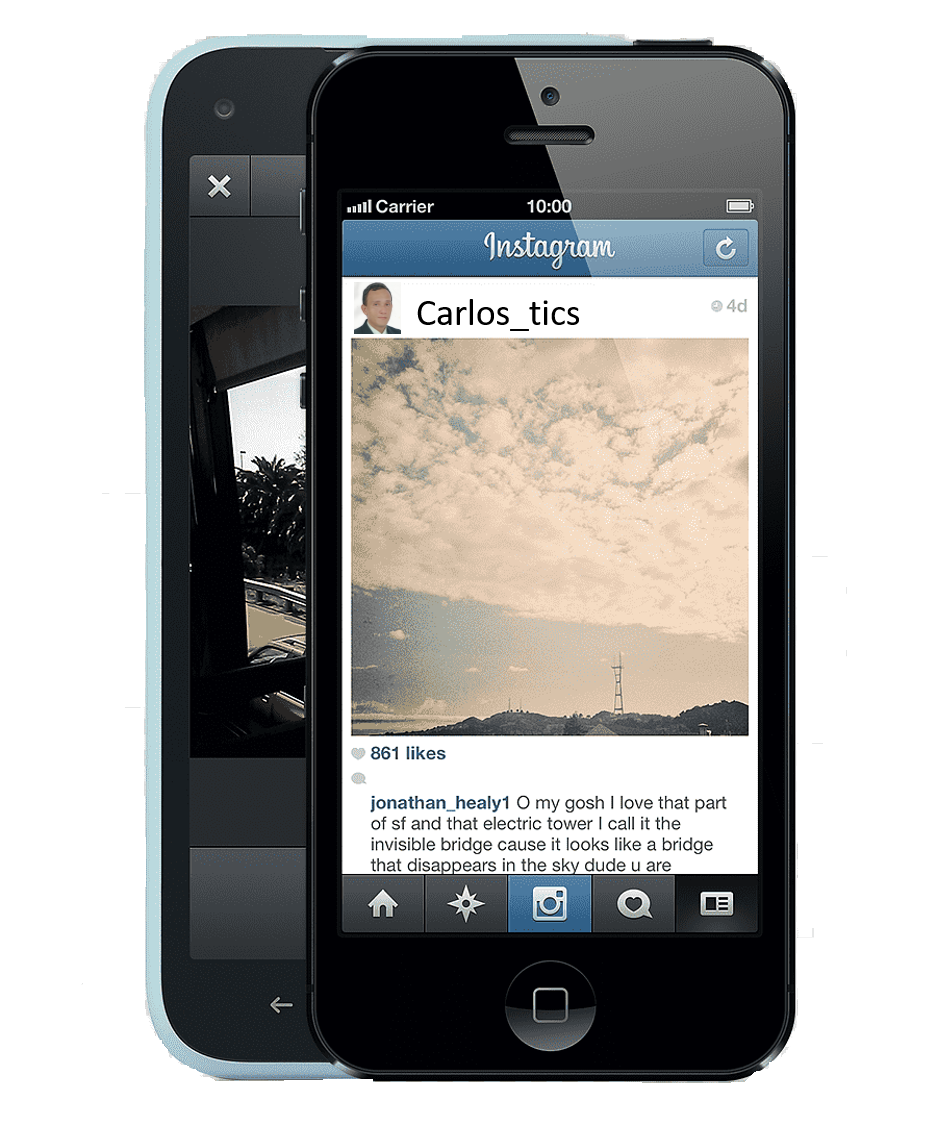 Carrier 10:00
Instagram
Carlos_tics 4d
861 likes
jonathan_healy1 O my gosh I love that part
of sf and that electric tower I call it the
invisible bridge cause it looks like a bridge
that disappears in the sky dude u are